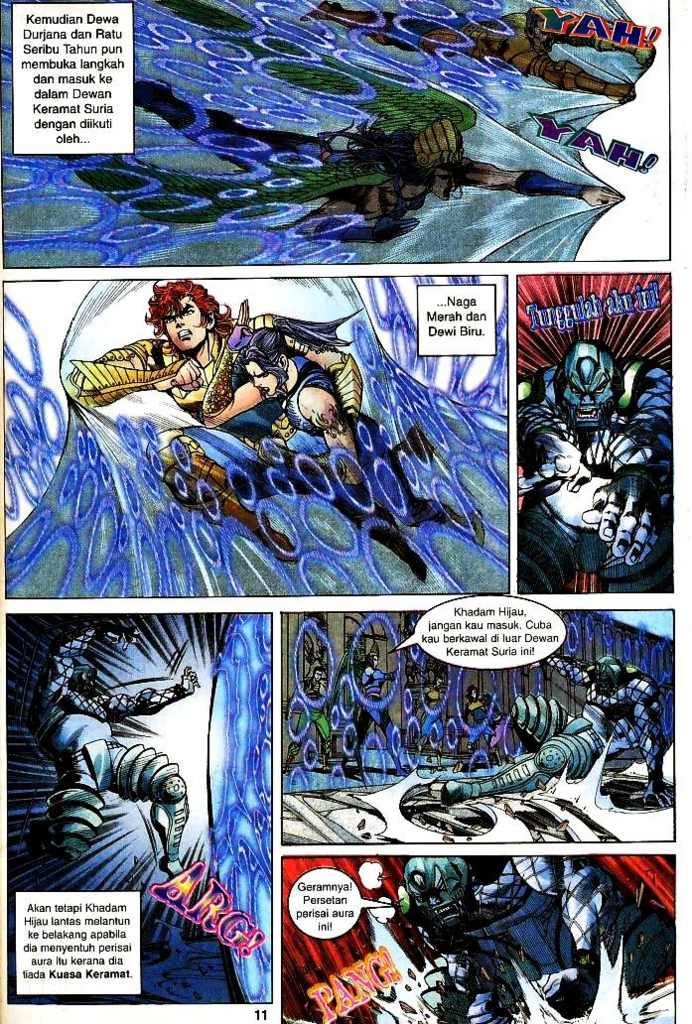 Kemudian Dewa
Durjana dan Ratu
Seribu Tahun pun
membuka langkah
dan masuk ke
dalam Dewan
Keramat Suria
dengan diikuti
oleh...
YAH!
YAH!
...Naga
Merah dan
Dewi Biru.
Tunggulah aku ini!
Akan tetapi Khadam
Hijau lantas melantun
ke belakang apabila
dia menyentuh perisai
aura itu kerana dia
tiada Kuasa Keramat.
ARG!
Khadam Hijau,
jangan kau masuk. Cuba
kau berkawal di luar Dewan
Keramat Suria ini!
Geramnya!
Persetan
perisai aura
ini!
PANG!
11